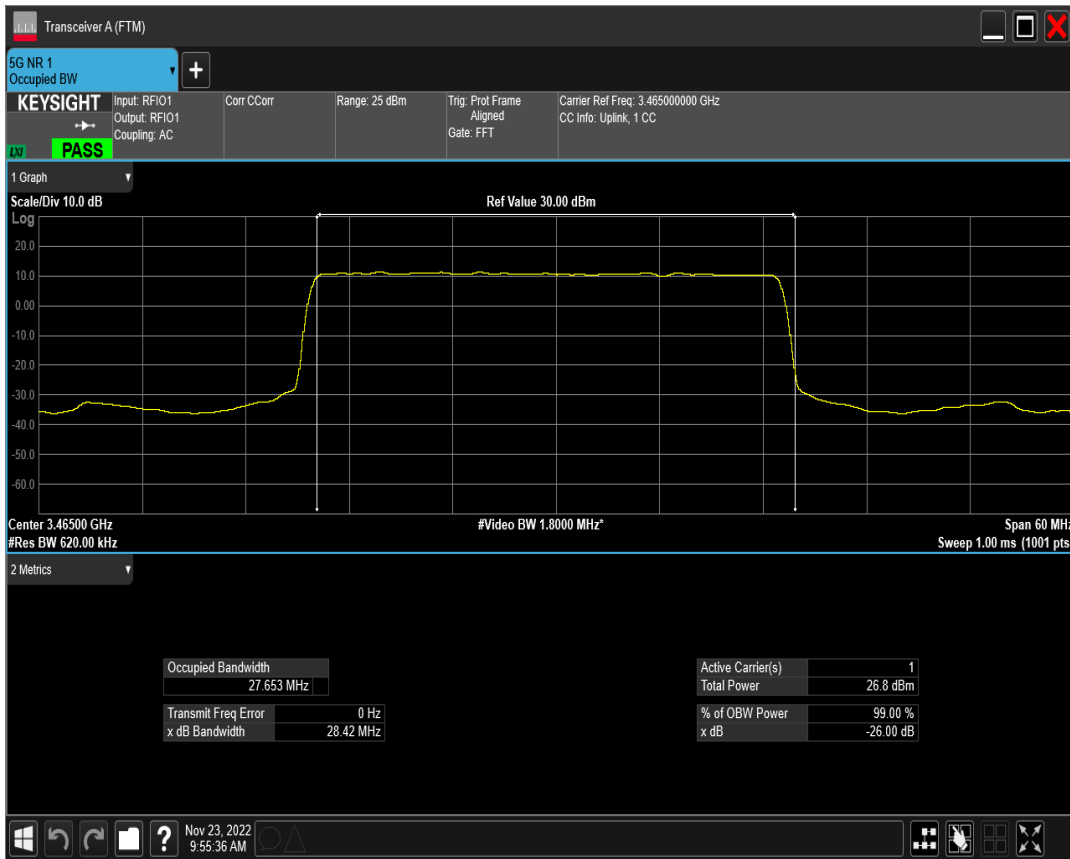 Transceiver A (FTM)
5G NR 1
Occupied BW
KEYSIGHT
LXI
PASS
Input: RFIO1
Output: RFIO1
Coupling: AC
Corr CCorr
Range: 25 dBm
Trig: Prot Frame
Aligned
Gate: FFT
Carrier Ref Freq: 3.465000000 GHz
CC Info: Uplink, 1 CC
1 Graph
Scale/Div 10.0 dB
Ref Value 30.00 dBm
Log
20.0
10.0
0.00
-10.0
-20.0
-30.0
-40.0
-50.0
-60.0
Center 3.46500 GHz
#Video BW 1.8000 MHz*
Span 60 MHz
#Res BW 620.00 kHz
Sweep 1.00 ms (1001 pts
2 Metrics
Occupied Bandwidth
27.653 MHz
Transmit Freq Error 0 Hz
x dB Bandwidth 28.42 MHz
Active Carrier(s) 1
Total Power 26.8 dBm
% of OBW Power 99.00 %
x dB -26.00 dB
?
Nov 23, 2022
9:55:36 AM